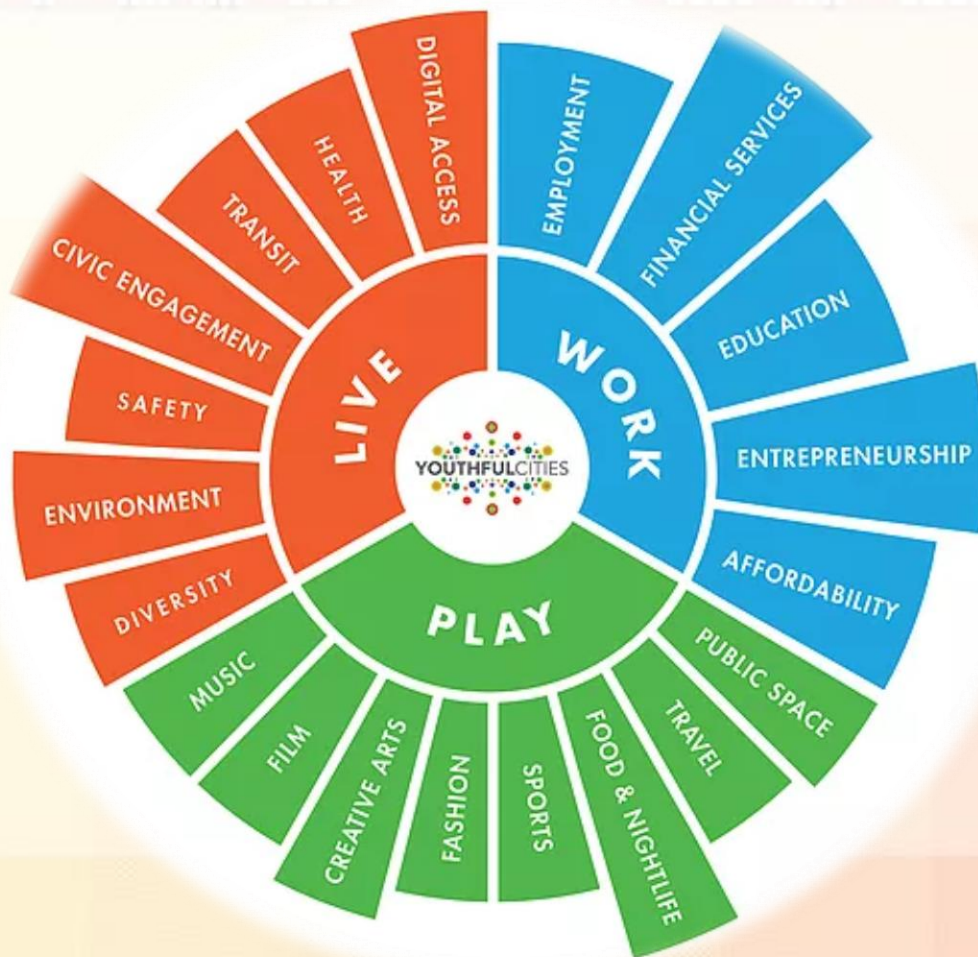 DIGITAL ACCESS
HEALTH
TRANSIT
CIVIC ENGAGEMENT
SAFETY
ENVIRONMENT
DIVERSITY
LIVE
EMPLOYMENT
FINANCIAL SERVICES
EDUCATION
ENTREPRENEURSHIP
AFFORDABILITY
WORK
YOUTHFULCITIES
PLAY
PUBLIC SPACE
TRAVEL
FOOD & NIGHTLIFE
SPORTS
FASHION
CREATIVE ARTS
FILM
MUSIC